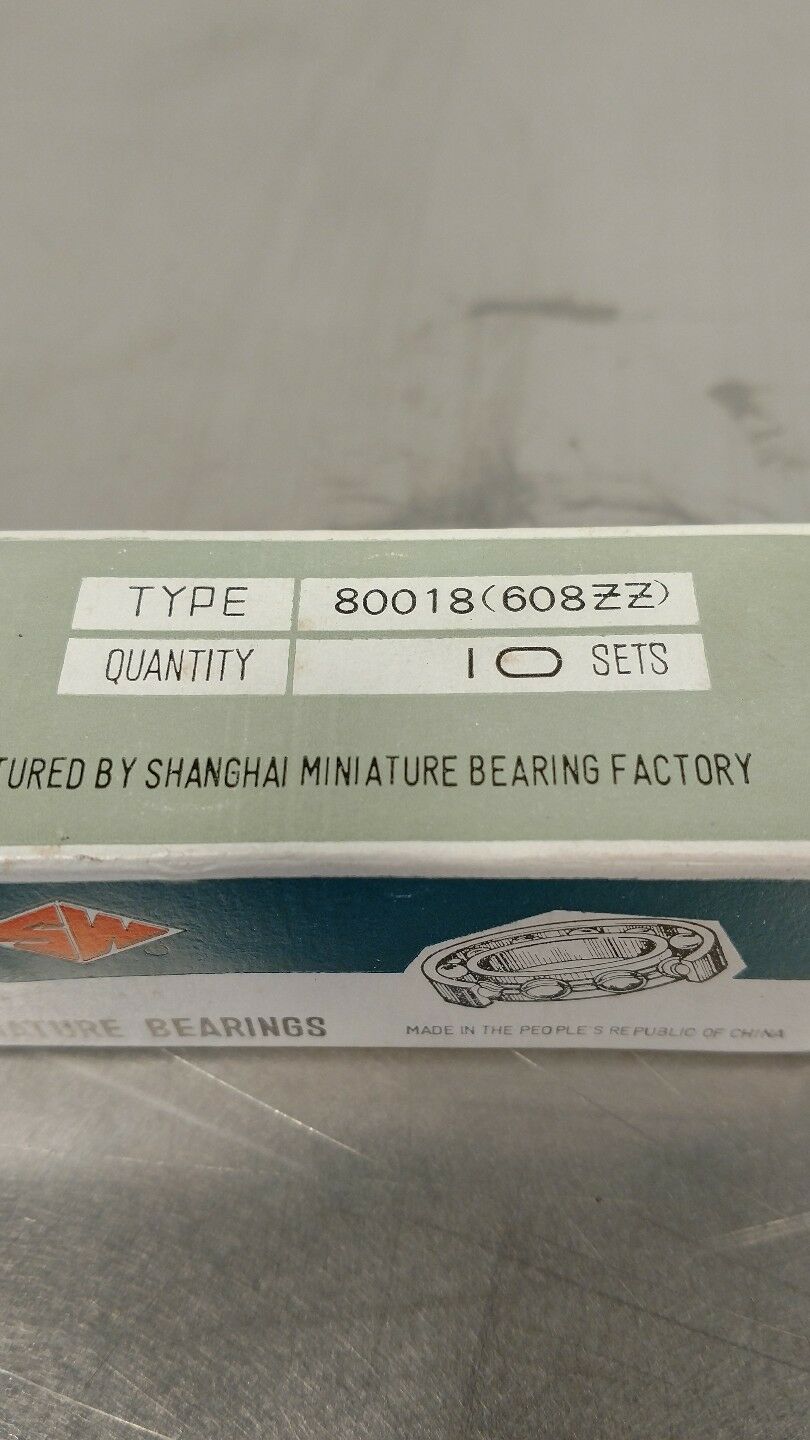 TYPE 80018(608ZZ)
QUANTITY 10 SETS
TURED BY SHANGHAI MINIATURE BEARING FACTORY
SW
ATURE BEARINGS
MADE IN THE PEOPLE'S REPUBLIC OF CHINA